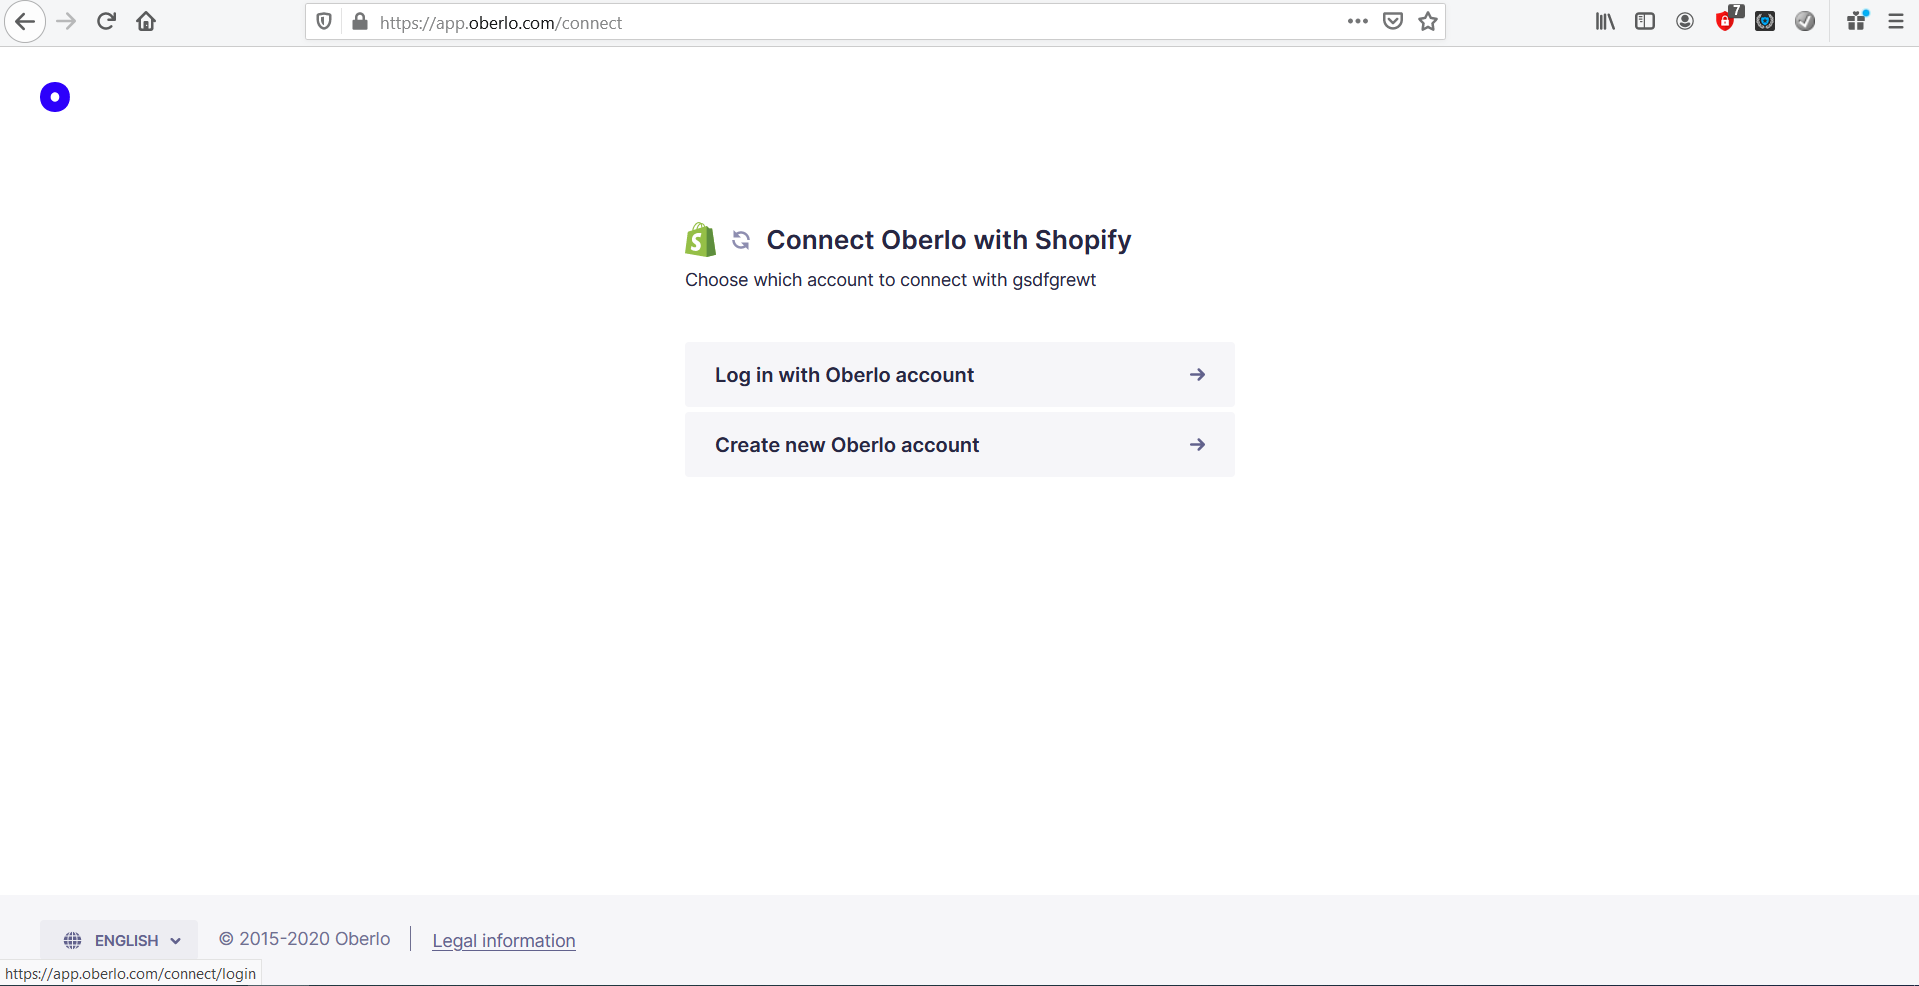 https://app.oberlo.com/connect
7
Connect Oberlo with Shopify
Choose which account to connect with gsdfgrewt
Log in with Oberlo account
Create new Oberlo account
ENGLISH
© 2015-2020 Oberlo
Legal information
https://app.oberlo.com/connect/login